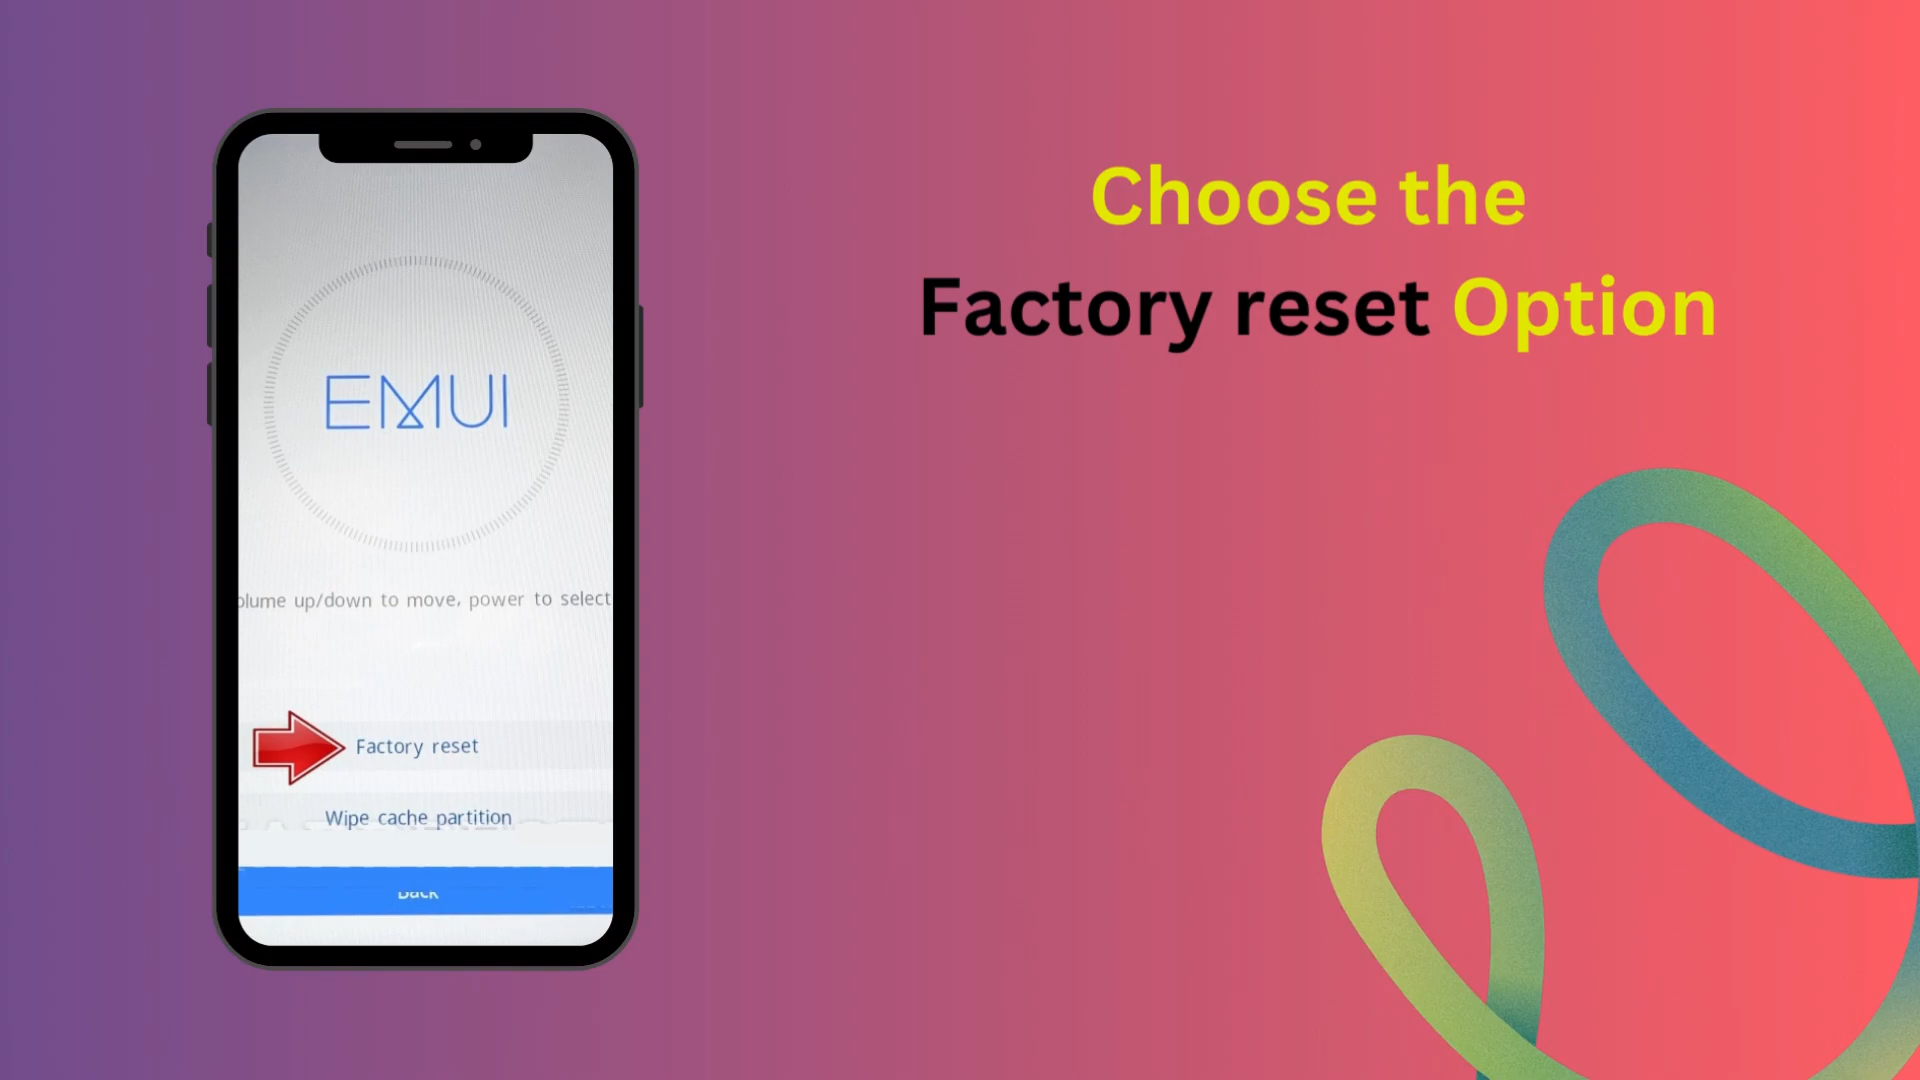 Choose the
Factory reset Option
EMUI
olume up/down to move, power to select
Factory reset
Wipe cache partition
Back